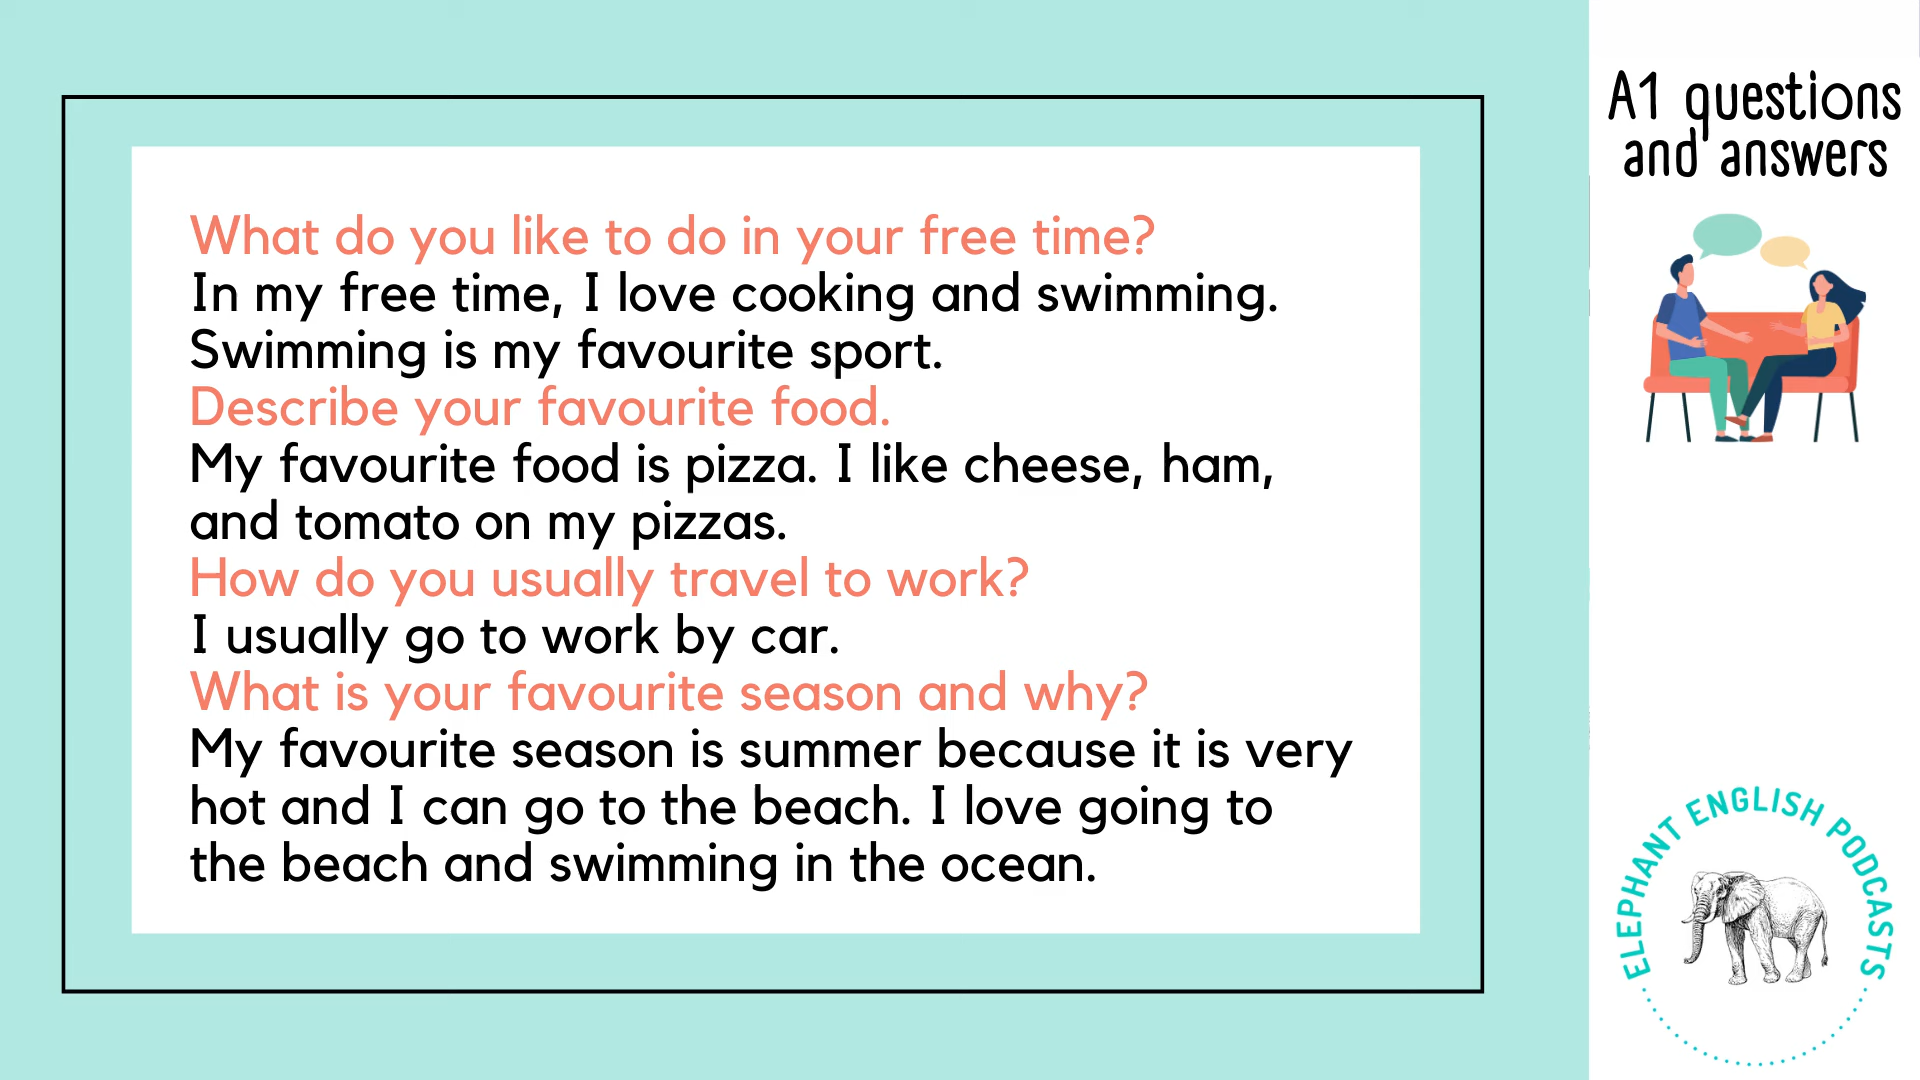 What do you like to do in your free time?
In my free time, I love cooking and swimming.
Swimming is my favourite sport.
Describe your favourite food.
My favourite food is pizza. I like cheese, ham,
and tomato on my pizzas.
How do you usually travel to work?
I usually go to work by car.
What is your favourite season and why?
My favourite season is summer because it is very
hot and I can go to the beach. I love going to
the beach and swimming in the ocean.
A1 questions
and answers
ELEPHANT ENGLISH PODCASTS